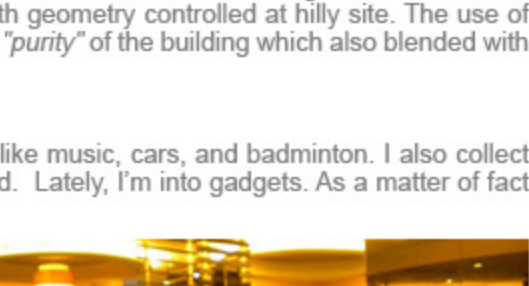 geometry controlled at hilly site. The use of
"purity" of the building which also blended with
like music, cars, and badminton. I also collect
Lately, I'm into gadgets. As a matter of fact